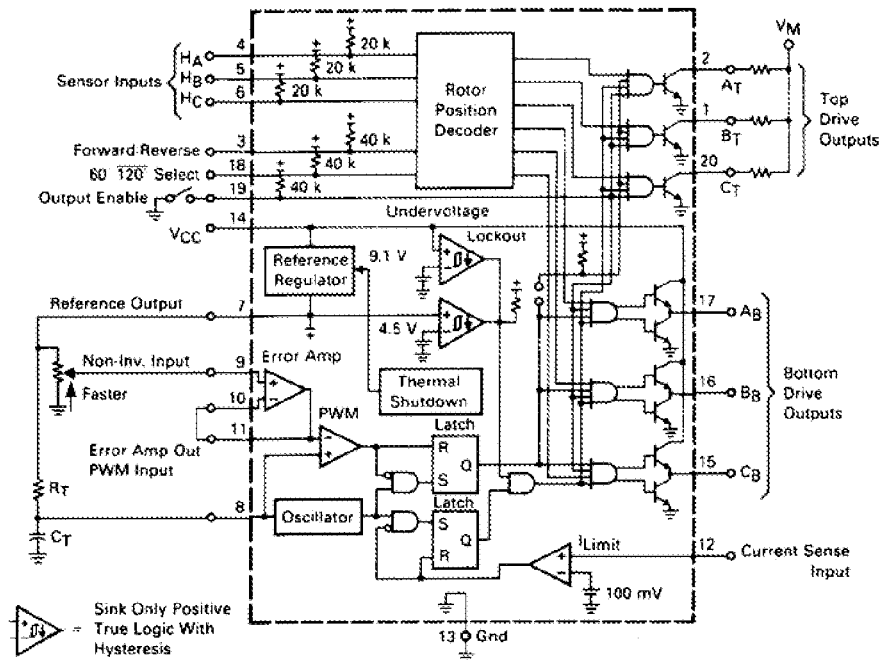 4
HA
20 k
Sensor Inputs
5
HB
20 k
6
HC
20 k
Rotor
Position
Decoder
VM
2
AT
1
BT
20
CT
Top
Drive
Outputs
Forward Reverse
3
40 k
60 120 Select
18
40 k
Output Enable
19
40 k
VCC
14
Undervoltage
Lockout
Reference
Regulator
9.1 V
Reference Output
7
4.5 V
17
AB
Non-Inv. Input
9
Error Amp
Faster
10
Thermal
Shutdown
16
BB
Bottom
Drive
Outputs
11
PWM
Latch
Error Amp Out
PWM Input
R
Q
S
15
CB
RT
8
Oscillator
Latch
S
Q
R
CT
ILimit
12
Current Sense
Input
100 mV
Sink Only Positive
= True Logic With
Hysteresis
13
Gnd